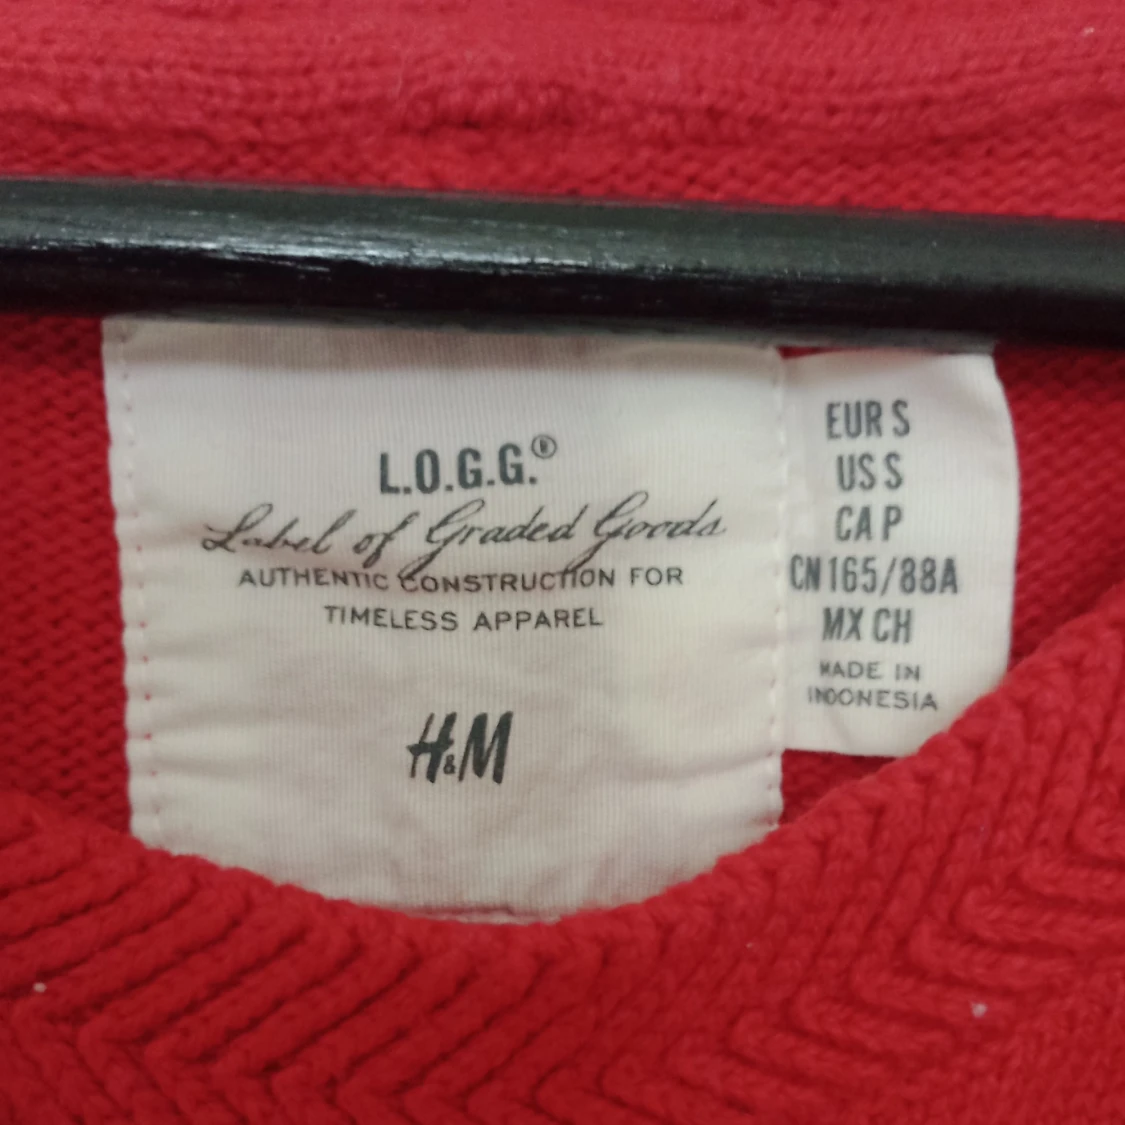 L.O.G.G.®
Label of Graded Goods
AUTHENTIC CONSTRUCTION FOR
TIMELESS APPAREL
H&M
EUR S
US S
CA P
CN 165/88A
MX CH
MADE IN
INDONESIA